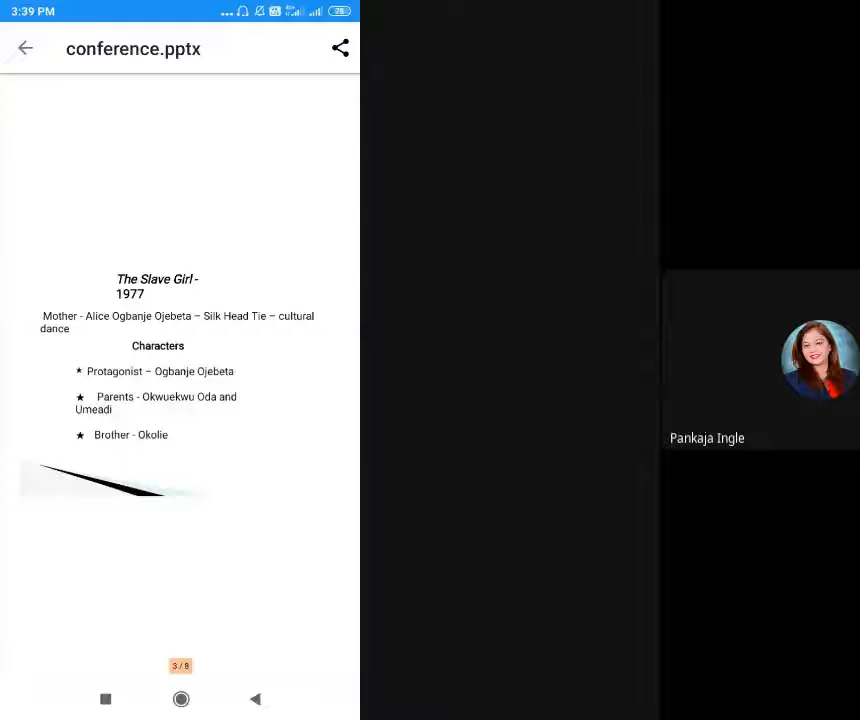 3:39 PM
78
conference.pptx
The Slave Girl -
1977
Mother - Alice Ogbanje Ojebeta – Silk Head Tie – cultural
dance
Characters
★ Protagonist – Ogbanje Ojebeta
★ Parents - Okwuekwu Oda and
Umeadi
★ Brother - Okolie
3 / 8
Pankaja Ingle